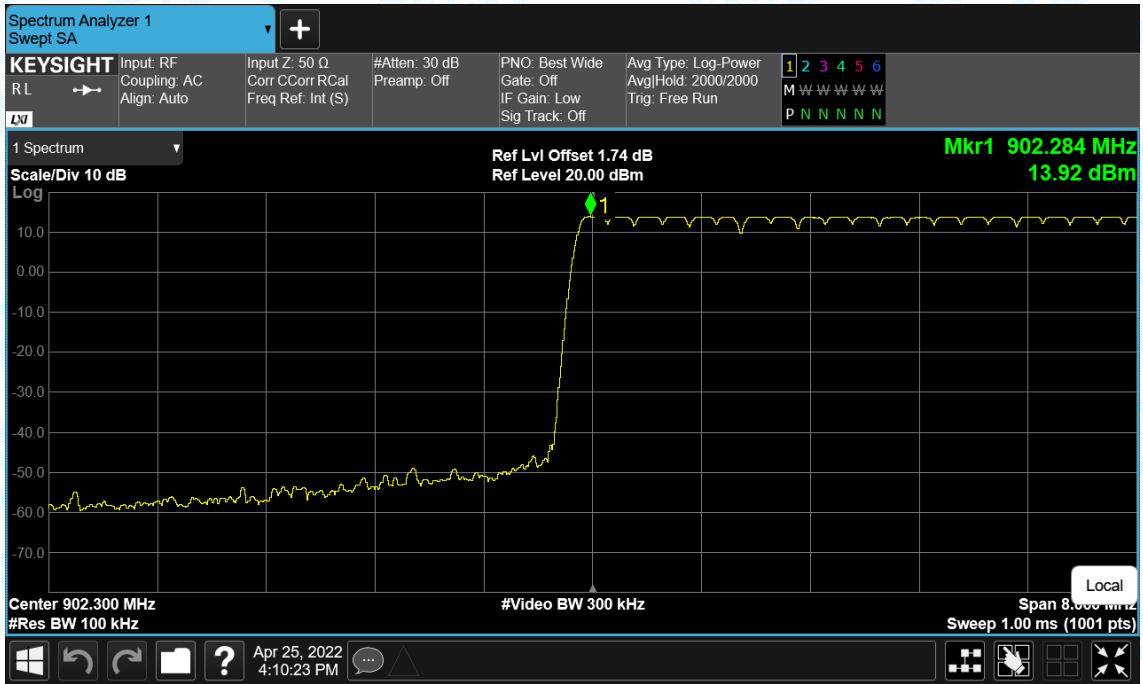 Spectrum Analyzer 1
Swept SA
KEYSIGHT
R L
LXI
Input: RF
Coupling: AC
Align: Auto
Input Z: 50 Ω
Corr CCorr RCal
Freq Ref: Int (S)
#Atten: 30 dB
Preamp: Off
PNO: Best Wide
Gate: Off
IF Gain: Low
Sig Track: Off
Avg Type: Log-Power
Avg|Hold: 2000/2000
Trig: Free Run
1 2 3 4 5 6
M W W W W W
P N N N N N
1 Spectrum
Scale/Div 10 dB
Log
Ref Lvl Offset 1.74 dB
Ref Level 20.00 dBm
Mkr1 902.284 MHz
13.92 dBm
1
10.0
0.00
-10.0
-20.0
-30.0
-40.0
-50.0
-60.0
-70.0
Local
Center 902.300 MHz
#Video BW 300 kHz
Span 8.000 MHz
#Res BW 100 kHz
Sweep 1.00 ms (1001 pts)
?
Apr 25, 2022
4:10:23 PM